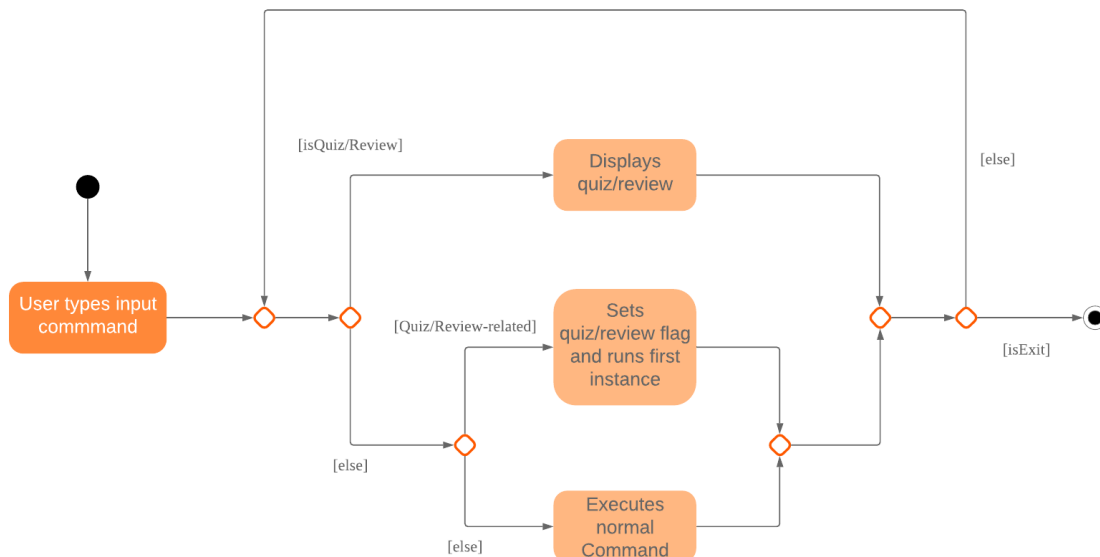 [isQuiz/Review]
Displays
quiz/review
[else]
User types input
commmand
[Quiz/Review-related]
Sets
quiz/review flag
and runs first
instance
[isExit]
[else]
Executes
normal
Command
[else]